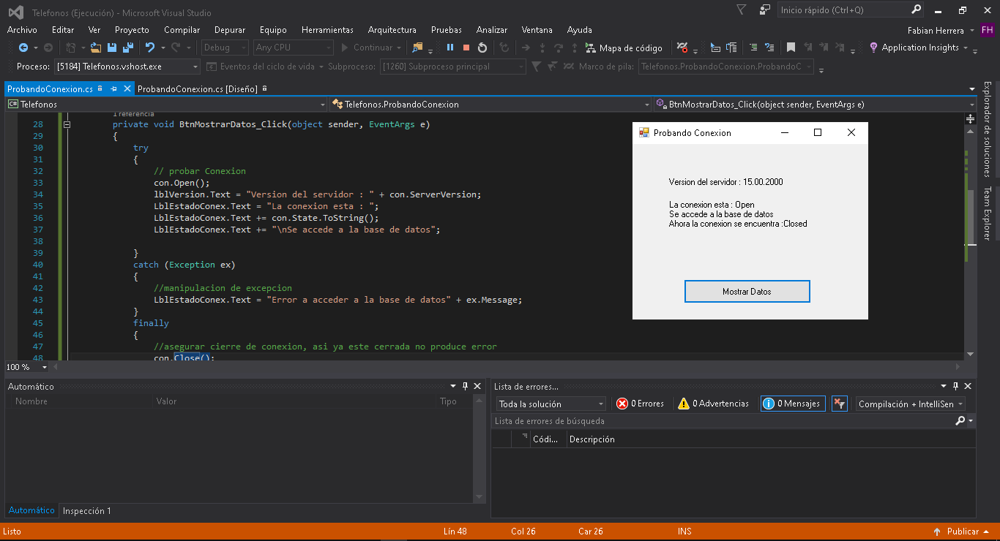 Telefonos (Ejecución) - Microsoft Visual Studio
Inicio rápido (Ctrl+Q)
Archivo Editar Ver Proyecto Compilar Depurar Equipo Herramientas Arquitectura Pruebas Analizar Ventana Ayuda
Fabian Herrera FH
Debug Any CPU Continuar Mapa de código Application Insights
Proceso: [5184] Telefonos.vshost.exe Eventos del ciclo de vida Subproceso: [1260] Subproceso principal Marco de pila: Telefonos.ProbandoConexion.ProbandoC
ProbandoConexion.cs ProbandoConexion.cs [Diseño]
C# Telefonos Telefonos.ProbandoConexion BtnMostrarDatos_Click(object sender, EventArgs e)
1 referencia
28 private void BtnMostrarDatos_Click(object sender, EventArgs e)
29 {
30 try
31 {
32 // probar Conexion
33 con.Open();
34 lblVersion.Text = "Version del servidor : " + con.ServerVersion;
35 LblEstadoConex.Text = "La conexion esta : ";
36 LblEstadoConex.Text += con.State.ToString();
37 LblEstadoConex.Text += "\nSe accede a la base de datos";
38
39 }
40 catch (Exception ex)
41 {
42 //manipulacion de excepcion
43 LblEstadoConex.Text = "Error a acceder a la base de datos" + ex.Message;
44 }
45 finally
46 {
47 //asegurar cierre de conexion, asi ya este cerrada no produce error
48 con.Close();
100 %
Probando Conexion
Version del servidor : 15.00.2000
La conexion esta : Open
Se accede a la base de datos
Ahora la conexion se encuentra :Closed
Mostrar Datos
Explorador de soluciones
Team Explorer
Automático
Nombre Valor Tipo
Automático Inspección 1
Lista de errores...
Toda la solución 0 Errores 0 Advertencias 0 Mensajes Compilación + IntelliSen
Lista de errores de búsqueda
Códi... Descripción
Listo Lín 48 Col 26 Car 26 INS Publicar